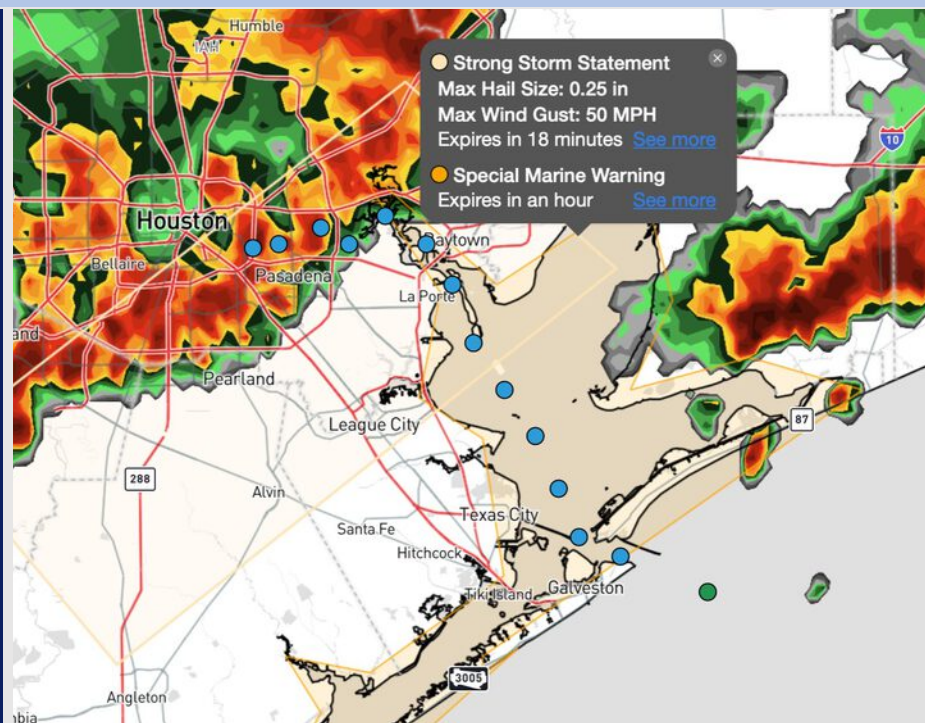 Humble
IAH
Strong Storm Statement
Max Hail Size: 0.25 in
Max Wind Gust: 50 MPH
Expires in 18 minutes See more
Special Marine Warning
Expires in an hour See more
10
Houston
Baytown
Bellaire
Pasadena
La Porte
land
Pearland
League City
87
288
Alvin
Texas City
Santa Fe
Hitchcock
Tiki Island
Galveston
3005
Angleton
mbia